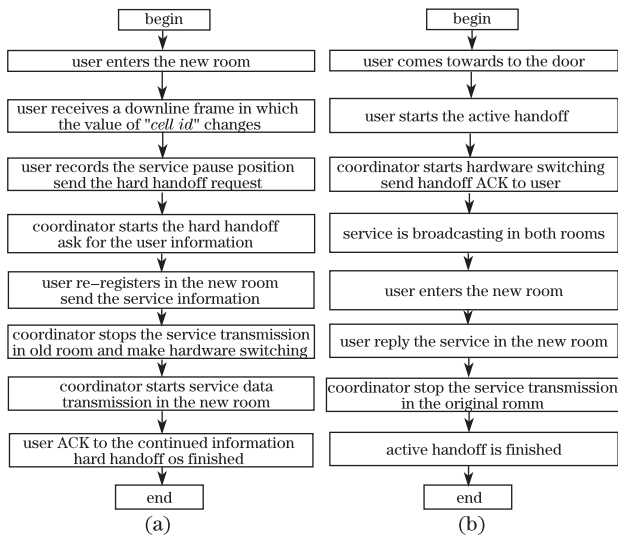 begin
user enters the new room
user receives a downline frame in which
the value of "cell id" changes
user records the service pause position
send the hard handoff request
coordinator starts the hard handoff
ask for the user information
user re–registers in the new room
send the service information
coordinator stops the service transmission
in old room and make hardware switching
coordinator starts service data
transmission in the new room
user ACK to the continued information
hard handoff os finished
end
(a)
begin
user comes towards to the door
user starts the active handoff
coordinator starts hardware switching
send handoff ACK to user
service is broadcasting in both rooms
user enters the new room
user reply the service in the new room
coordinator stop the service transmission
in the original romm
active handoff is finished
end
(b)